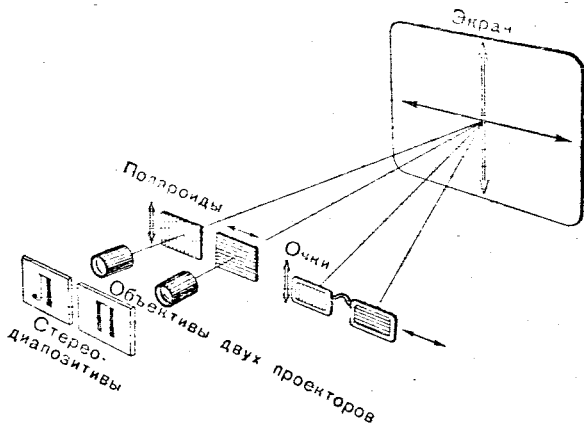 Экран
Поляроиды
Очки
Л
П
Объективы двух проекторов
Стерео-
диапозитивы